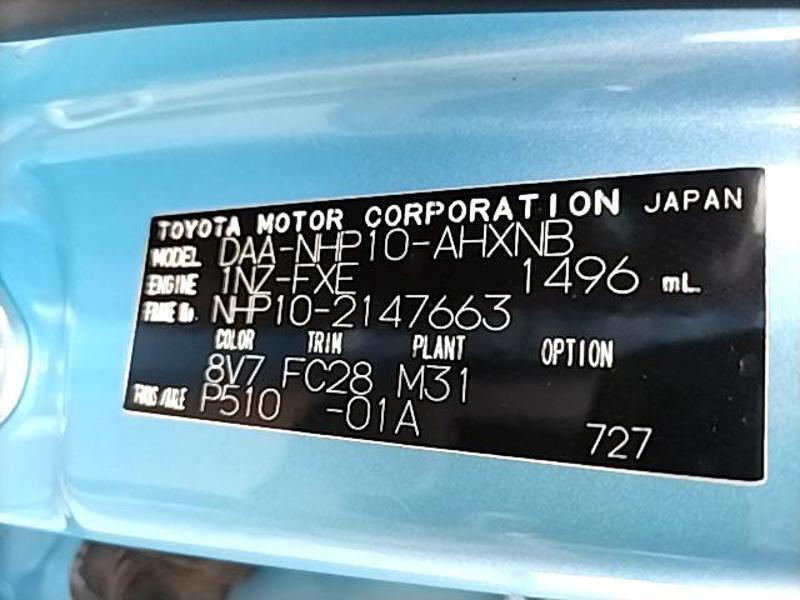 TOYOTA MOTOR CORPORATION JAPAN
MODEL DAA-NHP10-AHXNB
ENGINE 1NZ-FXE 1496 mL
FRAME No. NHP10-2147663
COLOR TRIM PLANT OPTION
8V7 FC28 M31
TRANS/AXLE P510 -01A
727